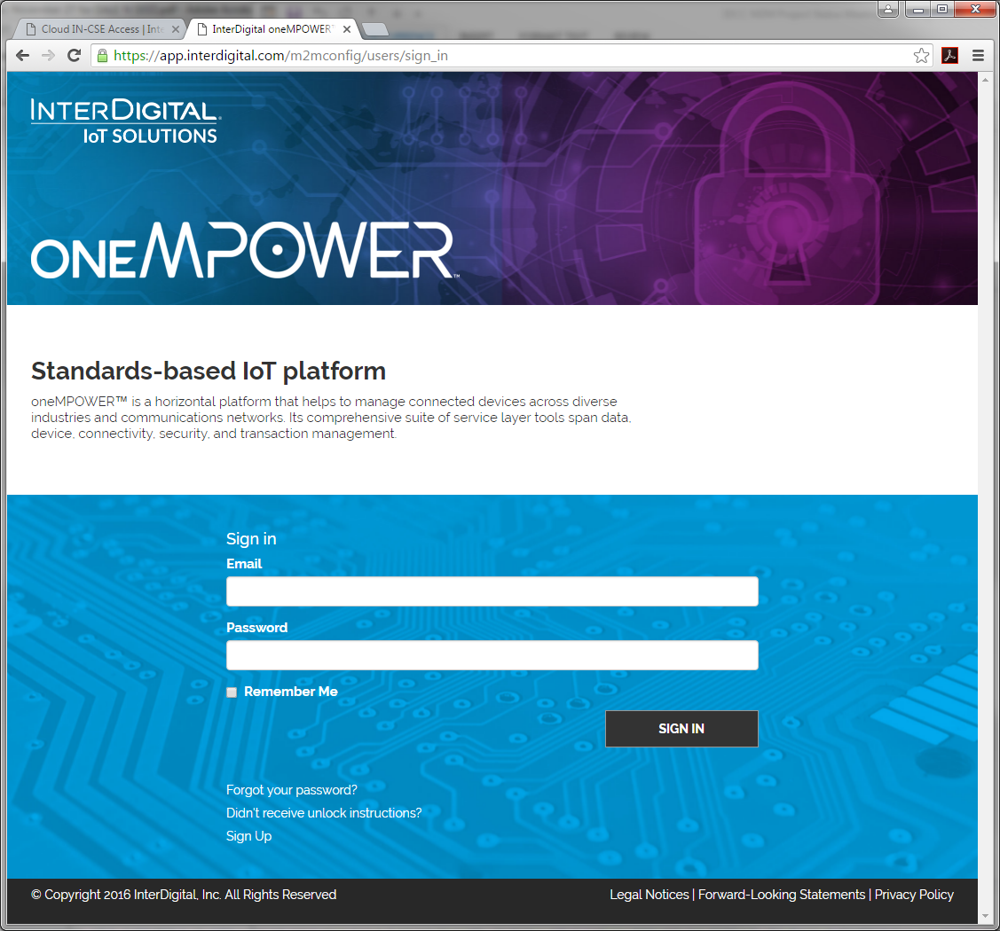 Cloud IN-CSE Access | Inte
InterDigital oneMPOWER™
https://app.interdigital.com/m2mconfig/users/sign_in
INTERDIGITAL.
IoT SOLUTIONS
ONEMPOWER™
Standards-based IoT platform
oneMPOWER™ is a horizontal platform that helps to manage connected devices across diverse
industries and communications networks. Its comprehensive suite of service layer tools span data,
device, connectivity, security, and transaction management.
Sign in
Email
Password
Remember Me
SIGN IN
Forgot your password?
Didn't receive unlock instructions?
Sign Up
© Copyright 2016 InterDigital, Inc. All Rights Reserved
Legal Notices | Forward-Looking Statements | Privacy Policy